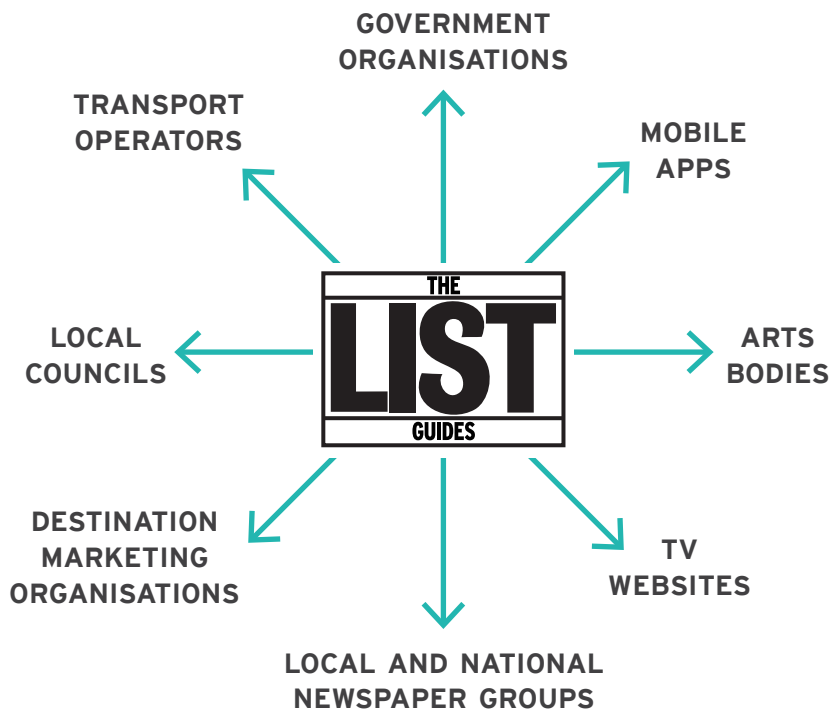 GOVERNMENT
ORGANISATIONS
TRANSPORT
OPERATORS
MOBILE
APPS
THE
LIST
GUIDES
LOCAL
COUNCILS
ARTS
BODIES
DESTINATION
MARKETING
ORGANISATIONS
TV
WEBSITES
LOCAL AND NATIONAL
NEWSPAPER GROUPS